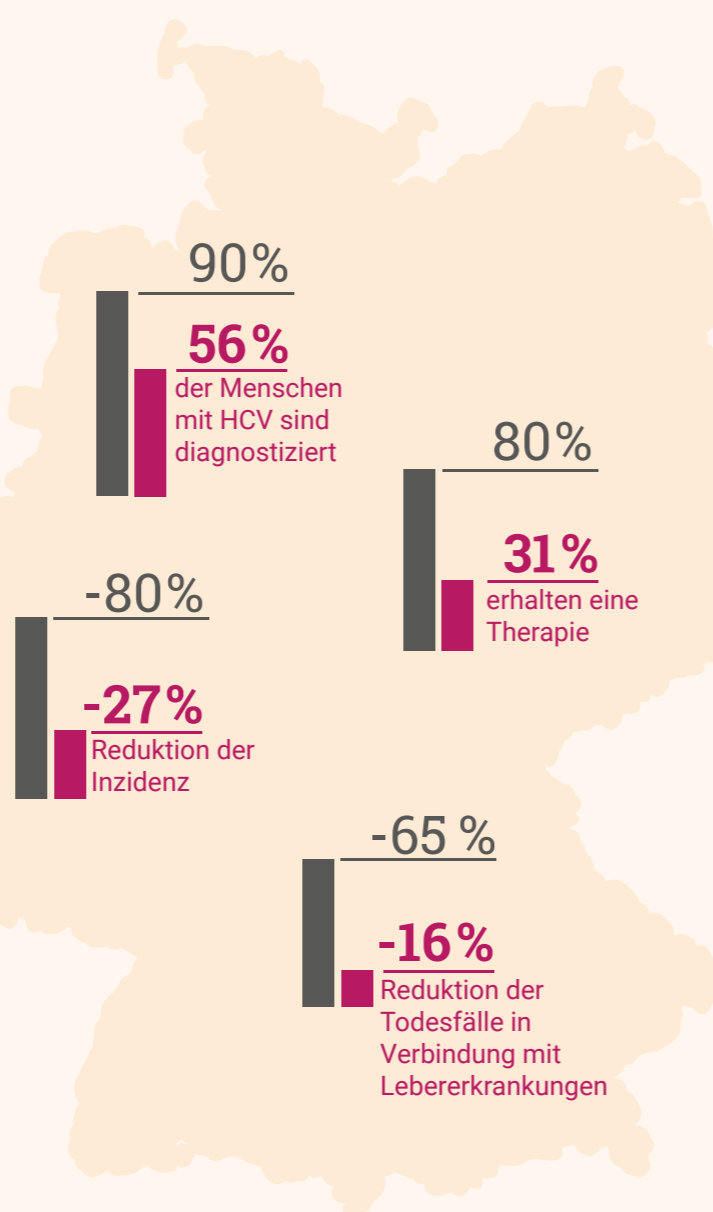 90%
56%
der Menschen
mit HCV sind
diagnostiziert
80%
31%
erhalten eine
Therapie
-80%
-27%
Reduktion der
Inzidenz
-65 %
-16%
Reduktion der
Todesfälle in
Verbindung mit
Lebererkrankungen